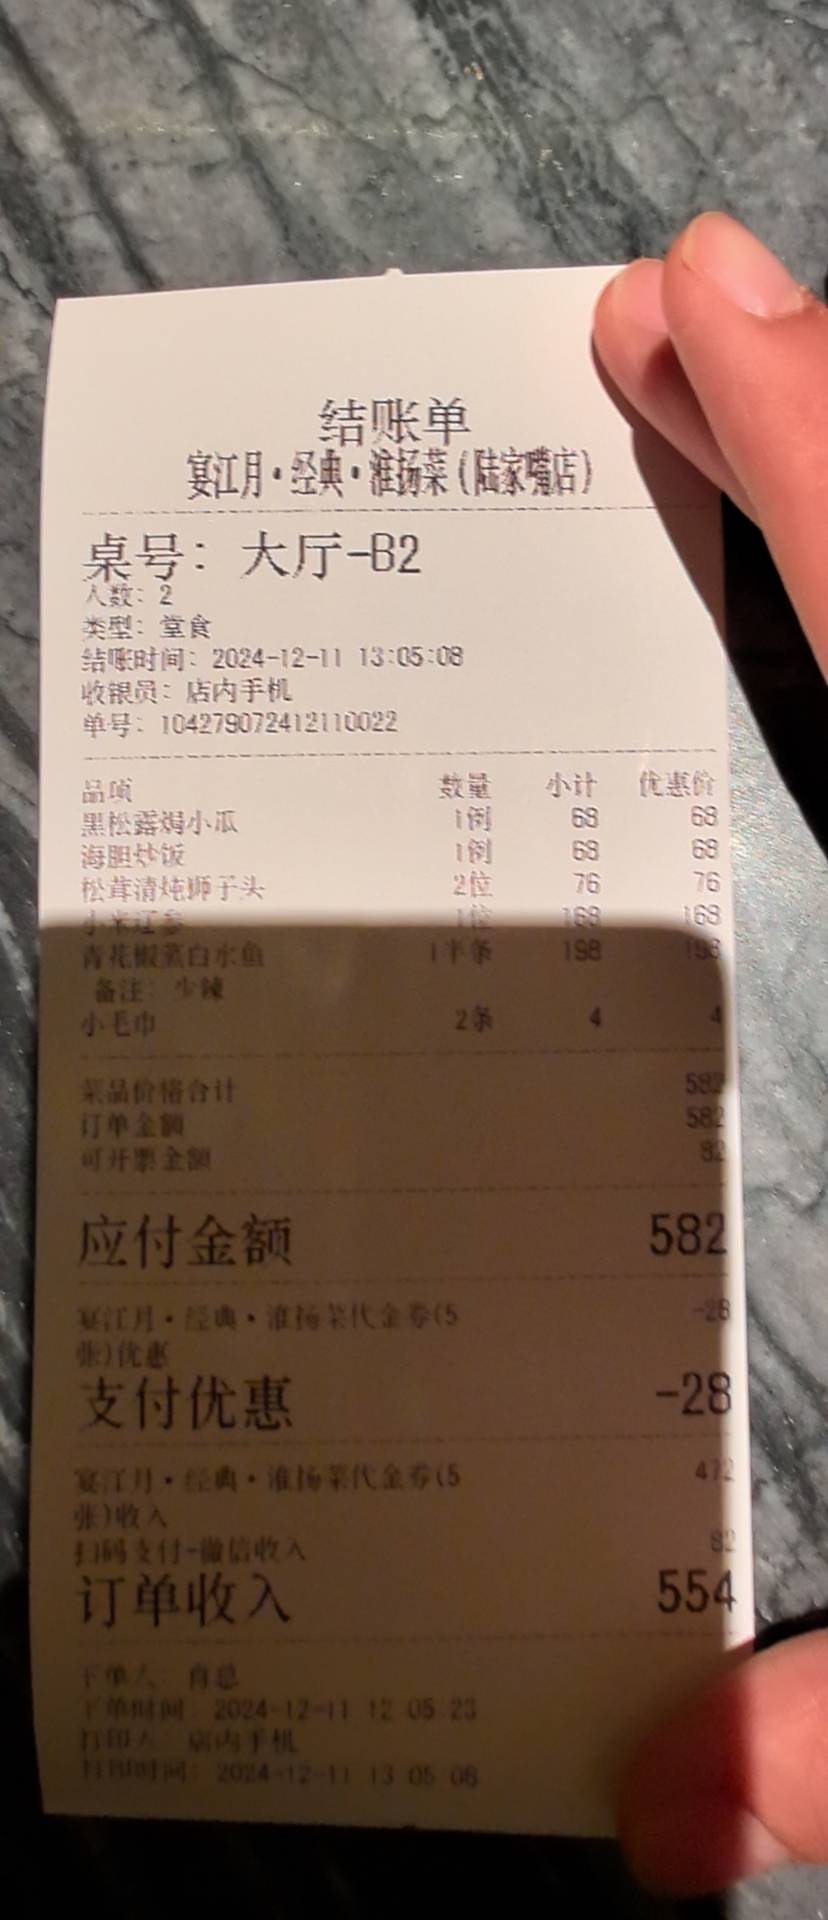 结账单
宴江月·经典·淮扬菜(陆家嘴店)
桌号: 大厅-B2
人数: 2
类型: 堂食
结账时间: 2024-12-11 13:05:08
收银员: 店内手机
单号: 104279072412110022
品项 数量 小计 优惠价
黑松露焗小瓜 1例 68 68
海胆炒饭 1例 68 68
松茸清炖狮子头 2位 76 76
小米辽参 1位 168 168
青花椒蒸白水鱼 1半条 198 198
备注: 少辣
小毛巾 2条 4 4
菜品价格合计 582
订单金额 582
可开票金额 82
应付金额 582
宴江月·经典·淮扬菜代金券(5 -28
张)优惠
支付优惠 -28
宴江月·经典·淮扬菜代金券(5 472
张)收入
扫码支付-微信收入 82
订单收入 554
下单人: 肖总
下单时间: 2024-12-11 12:05:23
打印人: 店内手机
打印时间: 2024-12-11 13:05:08